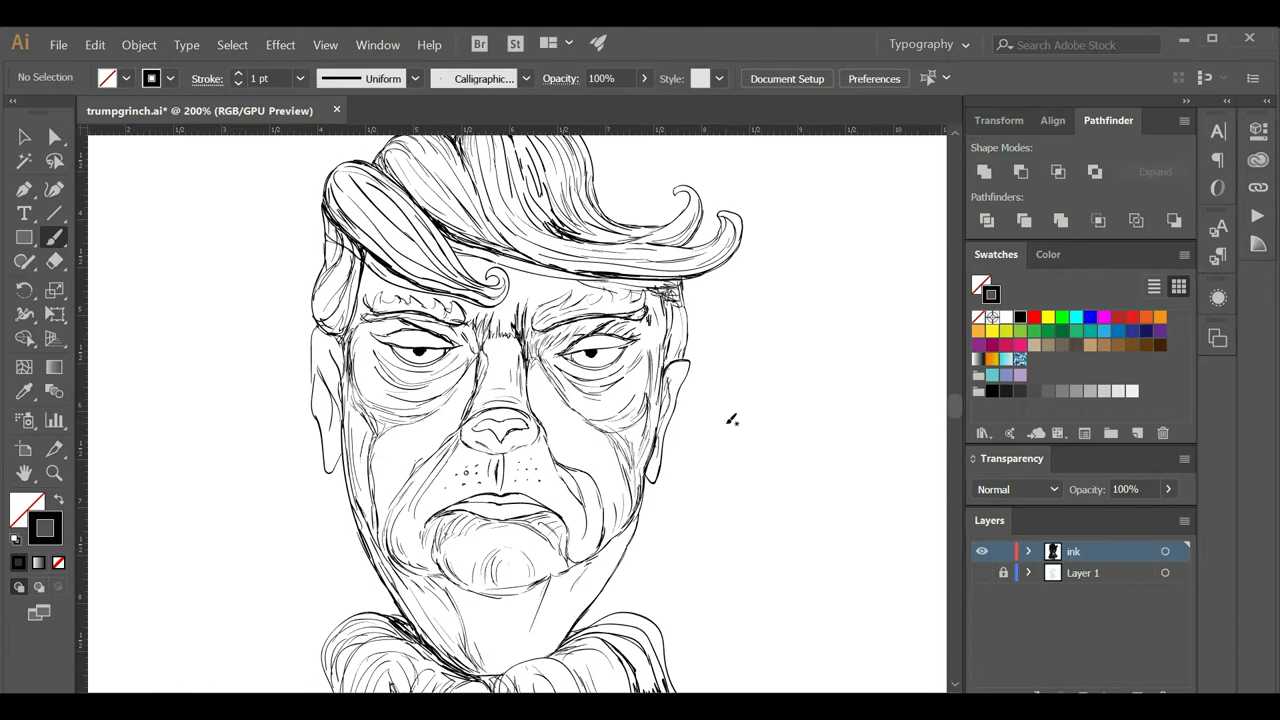 Ai File Edit Object Type Select Effect View Window Help Br St Typography Search Adobe Stock
No Selection Stroke: 1 pt Uniform Calligraphic... Opacity: 100% Style: Document Setup Preferences
trumpgrinch.ai* @ 200% (RGB/GPU Preview)
Transform Align Pathfinder
Shape Modes:
Expand
Pathfinders:
Swatches Color
Transparency
Normal Opacity: 100%
Layers
ink
Layer 1